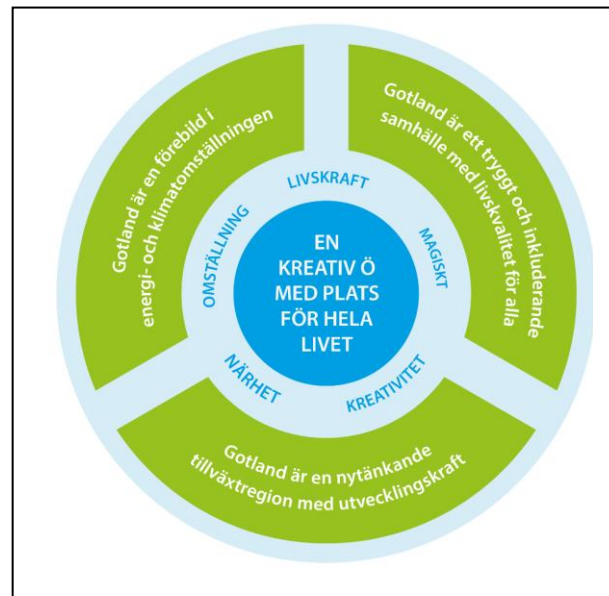 Gotland är en förebild i
energi- och klimatomställningen
Gotland är ett tryggt och inkluderande
samhälle med livskvalitet för alla
LIVSKRAFT
OMSTÄLLNING
MAGISKT
EN
KREATIV Ö
MED PLATS
FÖR HELA
LIVET
NÄRHET
KREATIVITET
Gotland är en nytänkande
tillväxtregion med utvecklingskraft